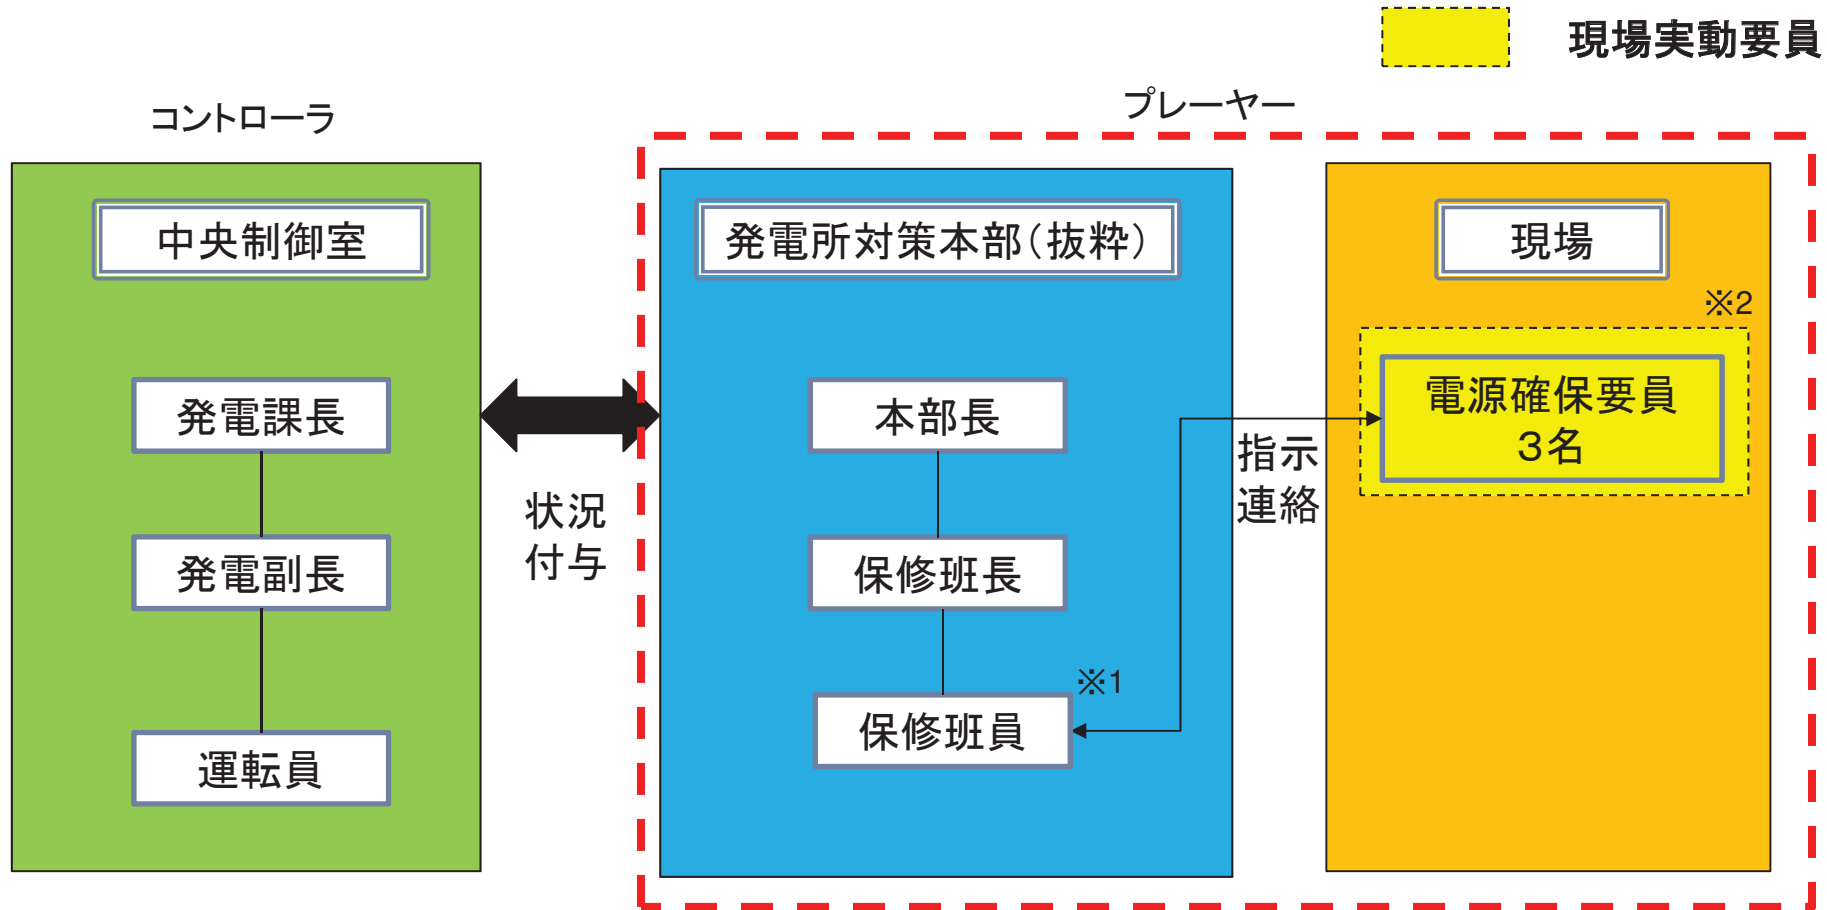 現場実動要員
コントローラ
プレーヤー
中央制御室
発電課長
発電副長
運転員
状況
付与
発電所対策本部(抜粋)
本部長
保修班長
※1
保修班員
指示
連絡
現場
※2
電源確保要員
3名